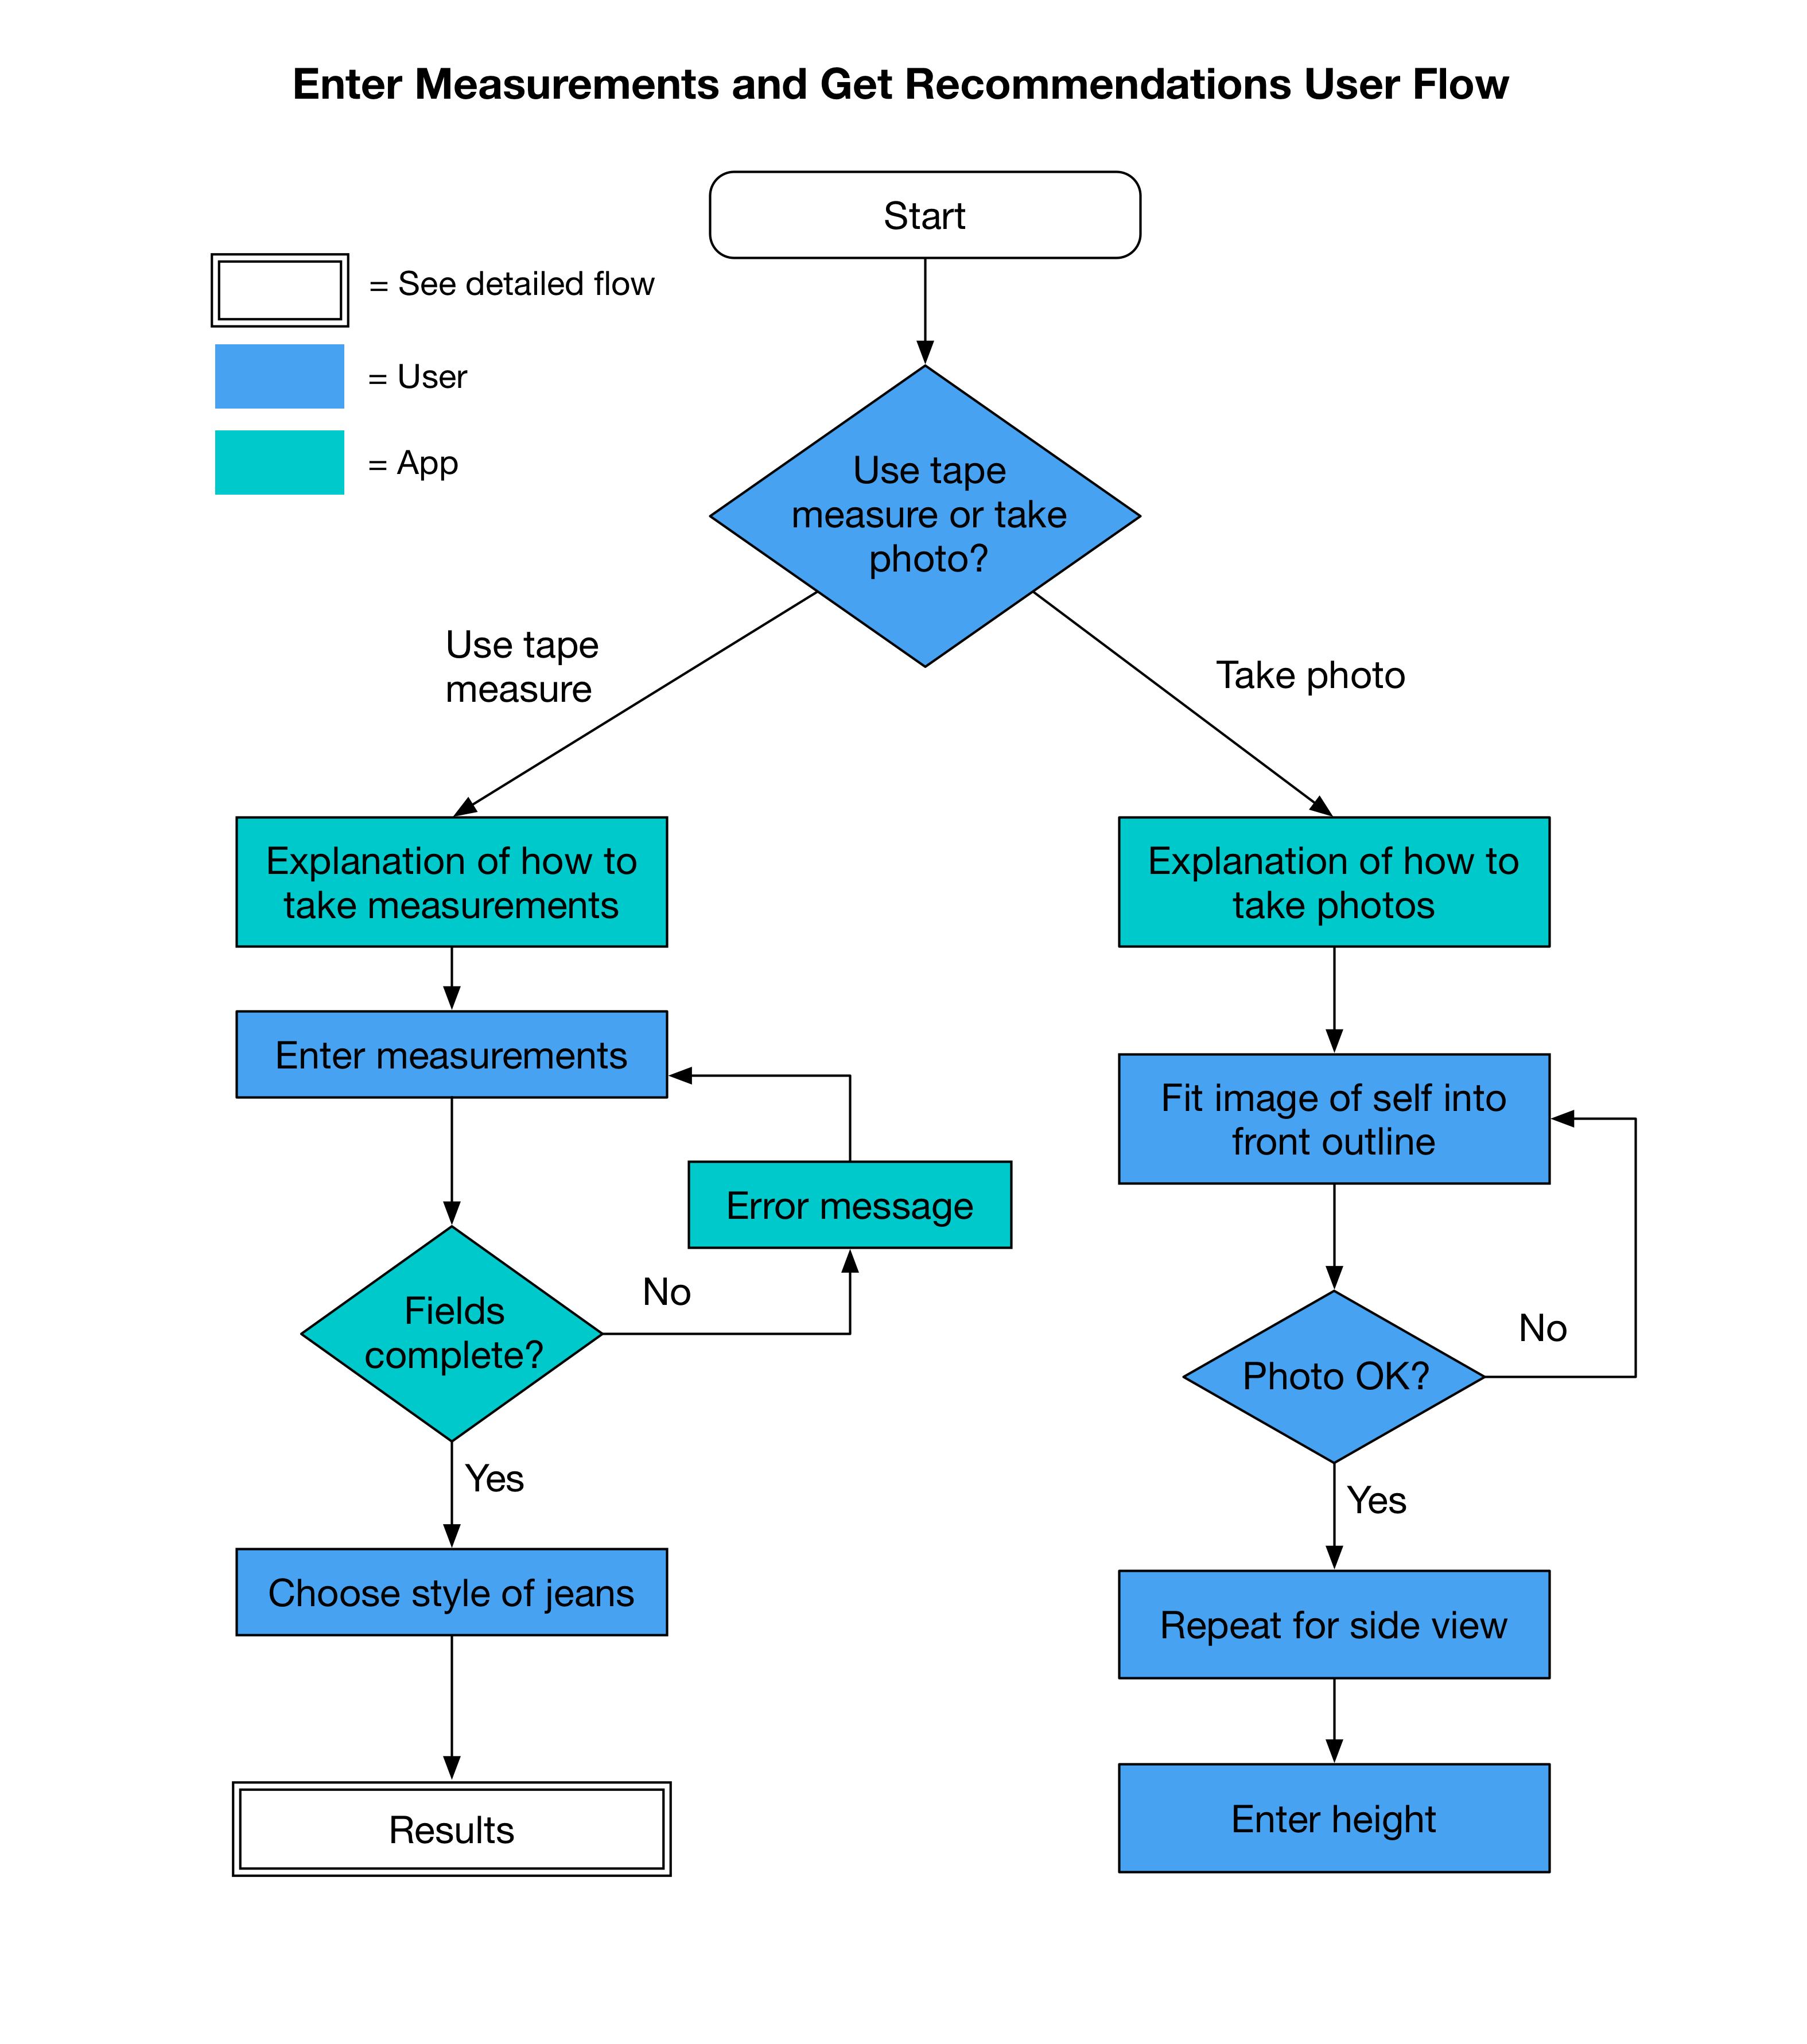 Enter Measurements and Get Recommendations User Flow
Start
= See detailed flow
= User
= App
Use tape
measure or take
photo?
Use tape
measure
Take photo
Explanation of how to
take measurements
Enter measurements
Error message
Fields
complete?
No
Yes
Choose style of jeans
Results
Explanation of how to
take photos
Fit image of self into
front outline
Photo OK?
No
Yes
Repeat for side view
Enter height